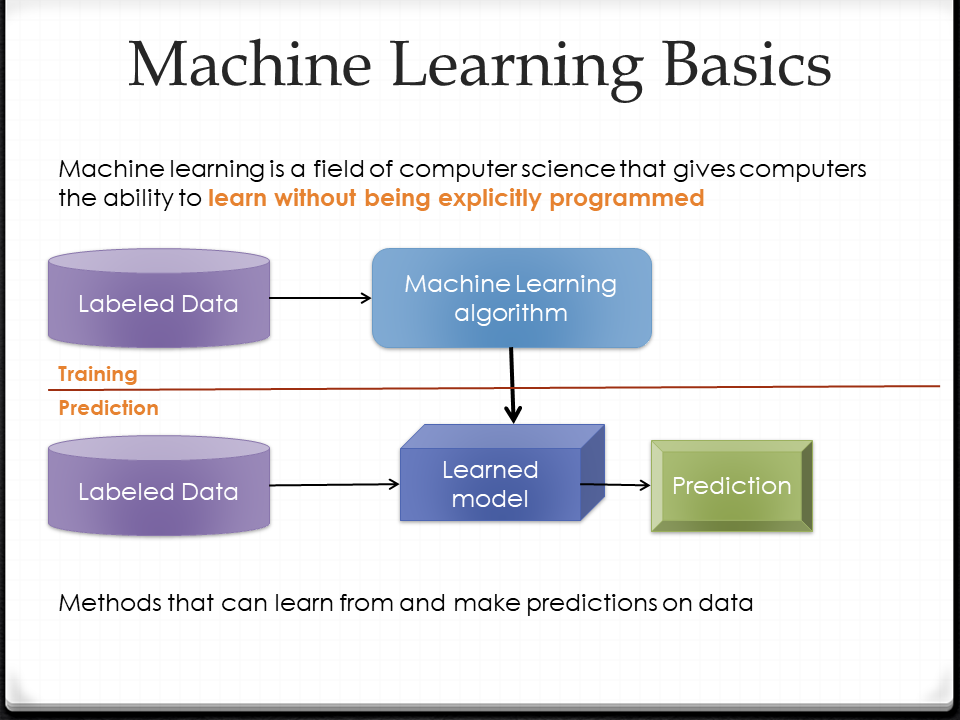 Machine Learning Basics
Machine learning is a field of computer science that gives computers
the ability to learn without being explicitly programmed
Labeled Data
Machine Learning
algorithm
Training
Prediction
Labeled Data
Learned
model
Prediction
Methods that can learn from and make predictions on data